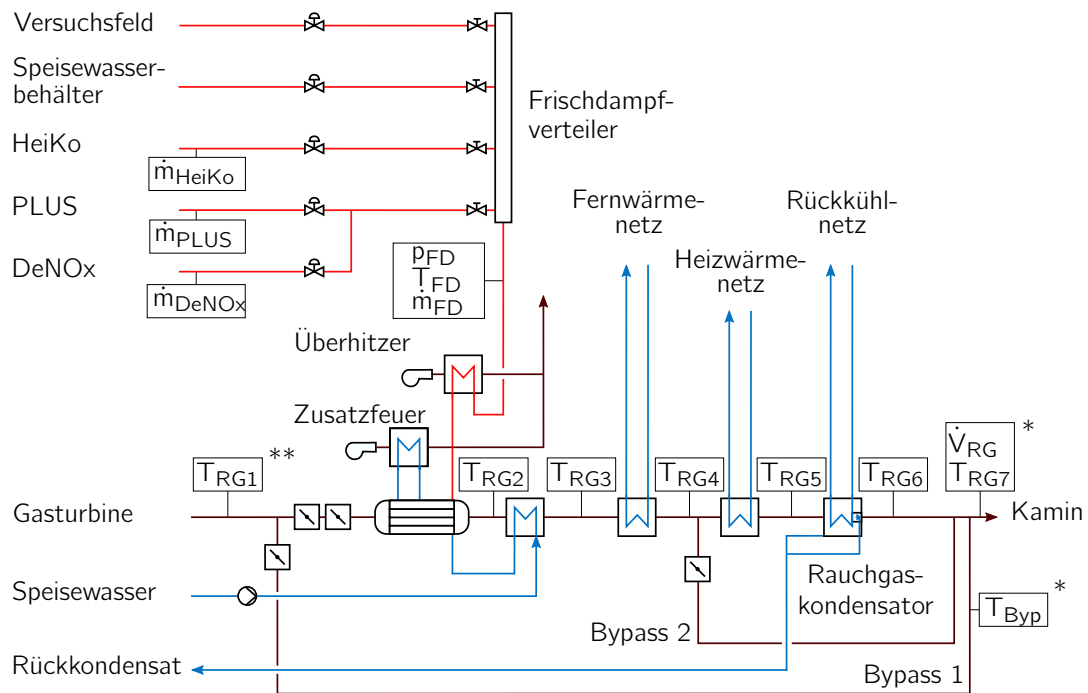 Versuchsfeld
Speisewasser-
behälter
Frischdampf-
verteiler
HeiKo
ṁHeiKo
PLUS
ṁPLUS
Fernwärme-
netz
Rückkühl-
netz
DeNOx
ṁDeNOx
pFD
TFD
ṁFD
Heizwärme-
netz
Überhitzer
Zusatzfeuer
TRG1 **
TRG2
TRG3
TRG4
TRG5
TRG6
V̇RG *
TRG7
Gasturbine
Kamin
Speisewasser
Rauchgas-
kondensator
TByp *
Bypass 2
Rückkondensat
Bypass 1